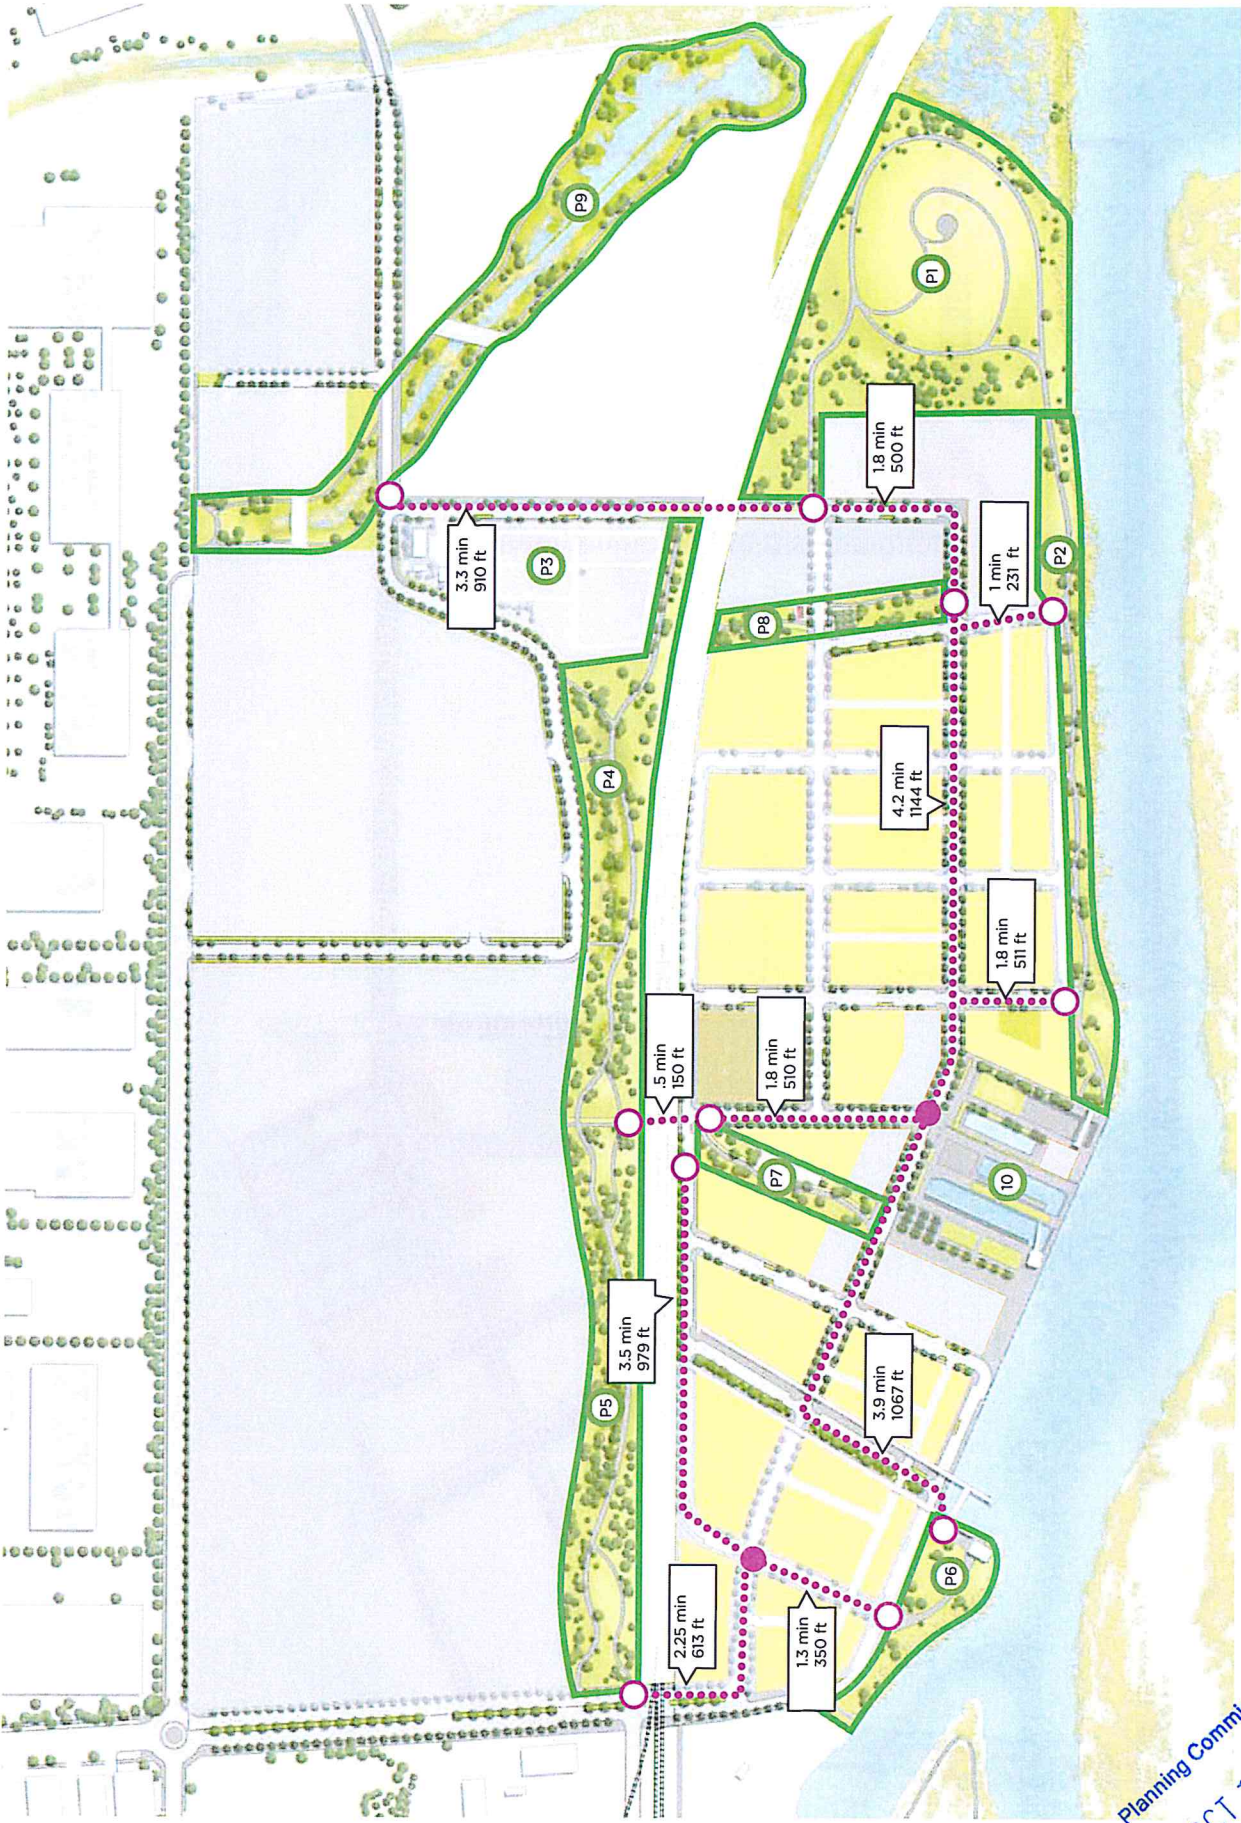 P9
P1
1.8 min
500 ft
3.3 min
910 ft
P3
1 min
231 ft
P2
P8
P4
4.2 min
1144 ft
1.8 min
511 ft
.5 min
150 ft
1.8 min
510 ft
P7
10
3.5 min
979 ft
P5
3.9 min
1067 ft
P6
2.25 min
613 ft
1.3 min
350 ft
Planning Commi